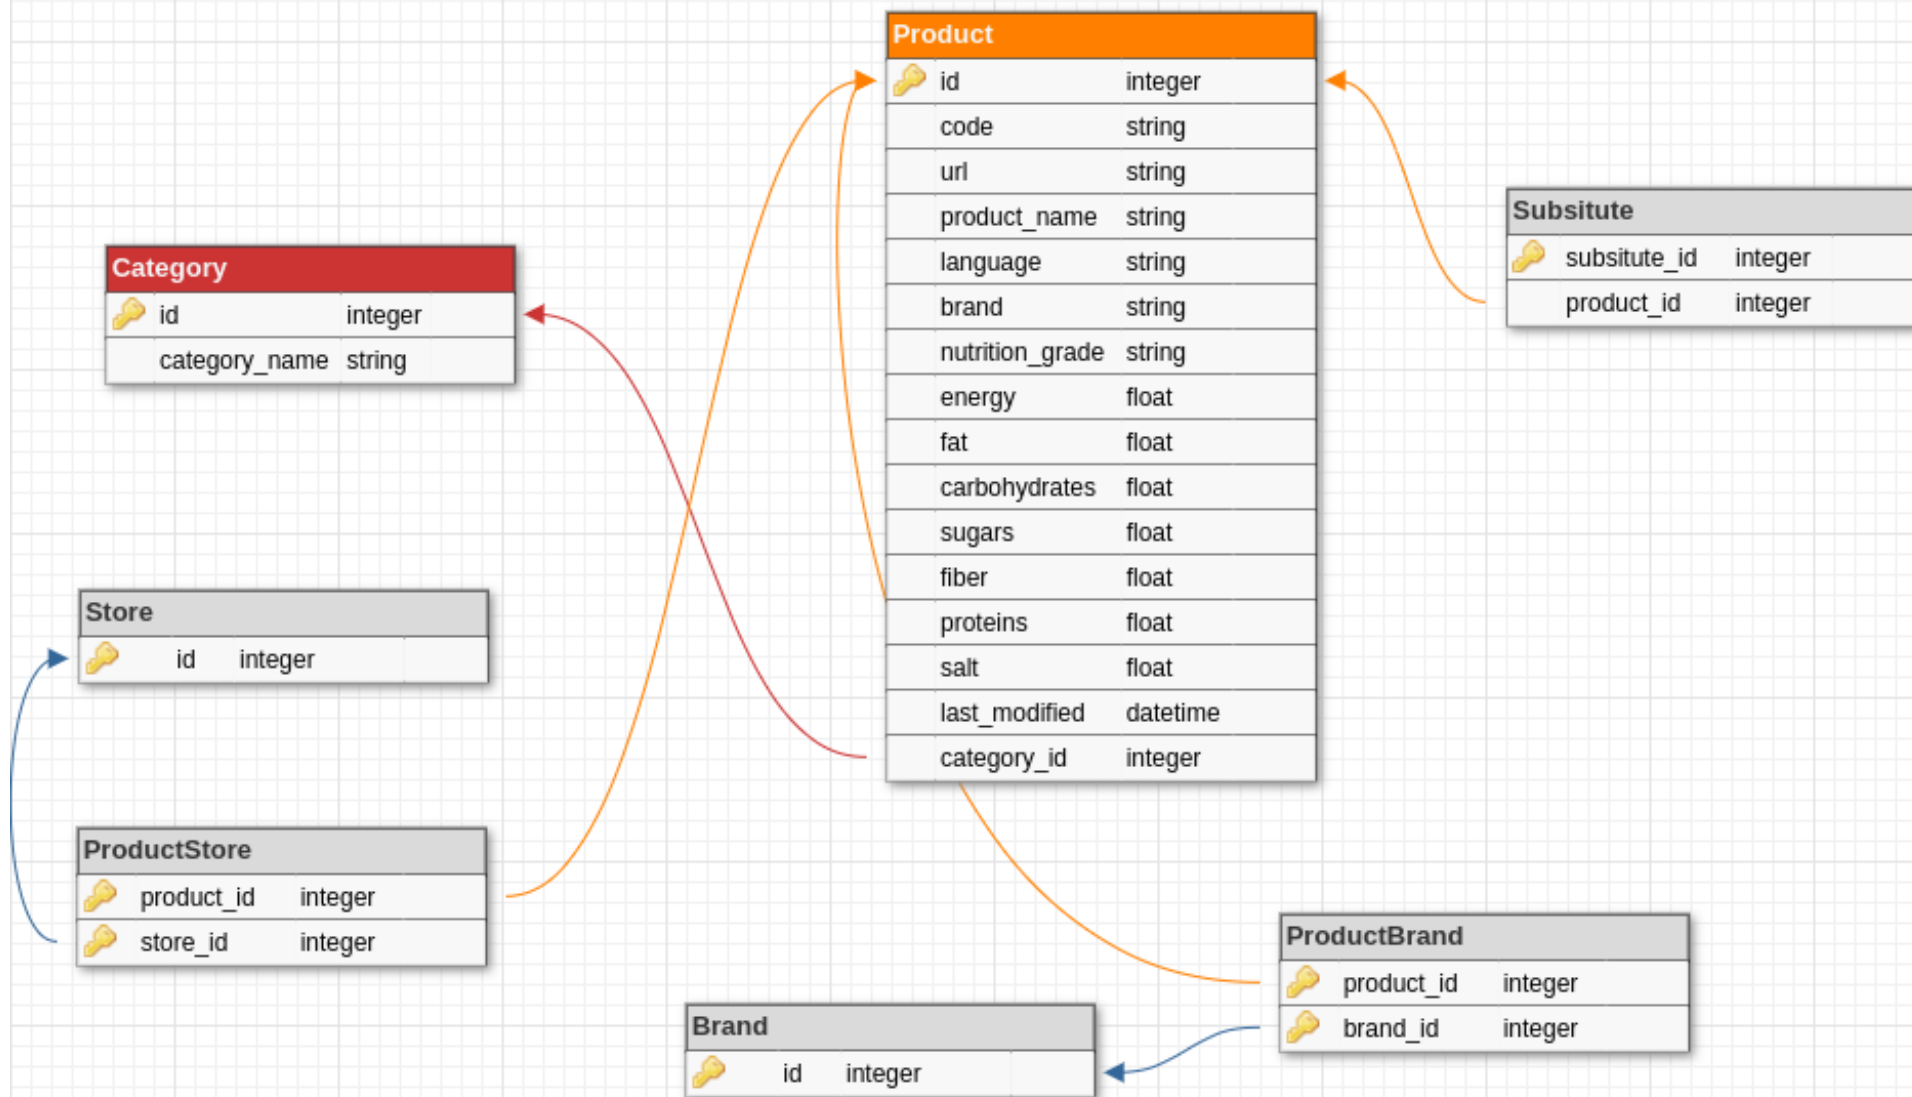 Product
id integer
code string
url string
product_name string
language string
brand string
nutrition_grade string
energy float
fat float
carbohydrates float
sugars float
fiber float
proteins float
salt float
last_modified datetime
category_id integer
Subsitute
subsitute_id integer
product_id integer
Category
id integer
category_name string
Store
id integer
ProductStore
product_id integer
store_id integer
ProductBrand
product_id integer
brand_id integer
Brand
id integer